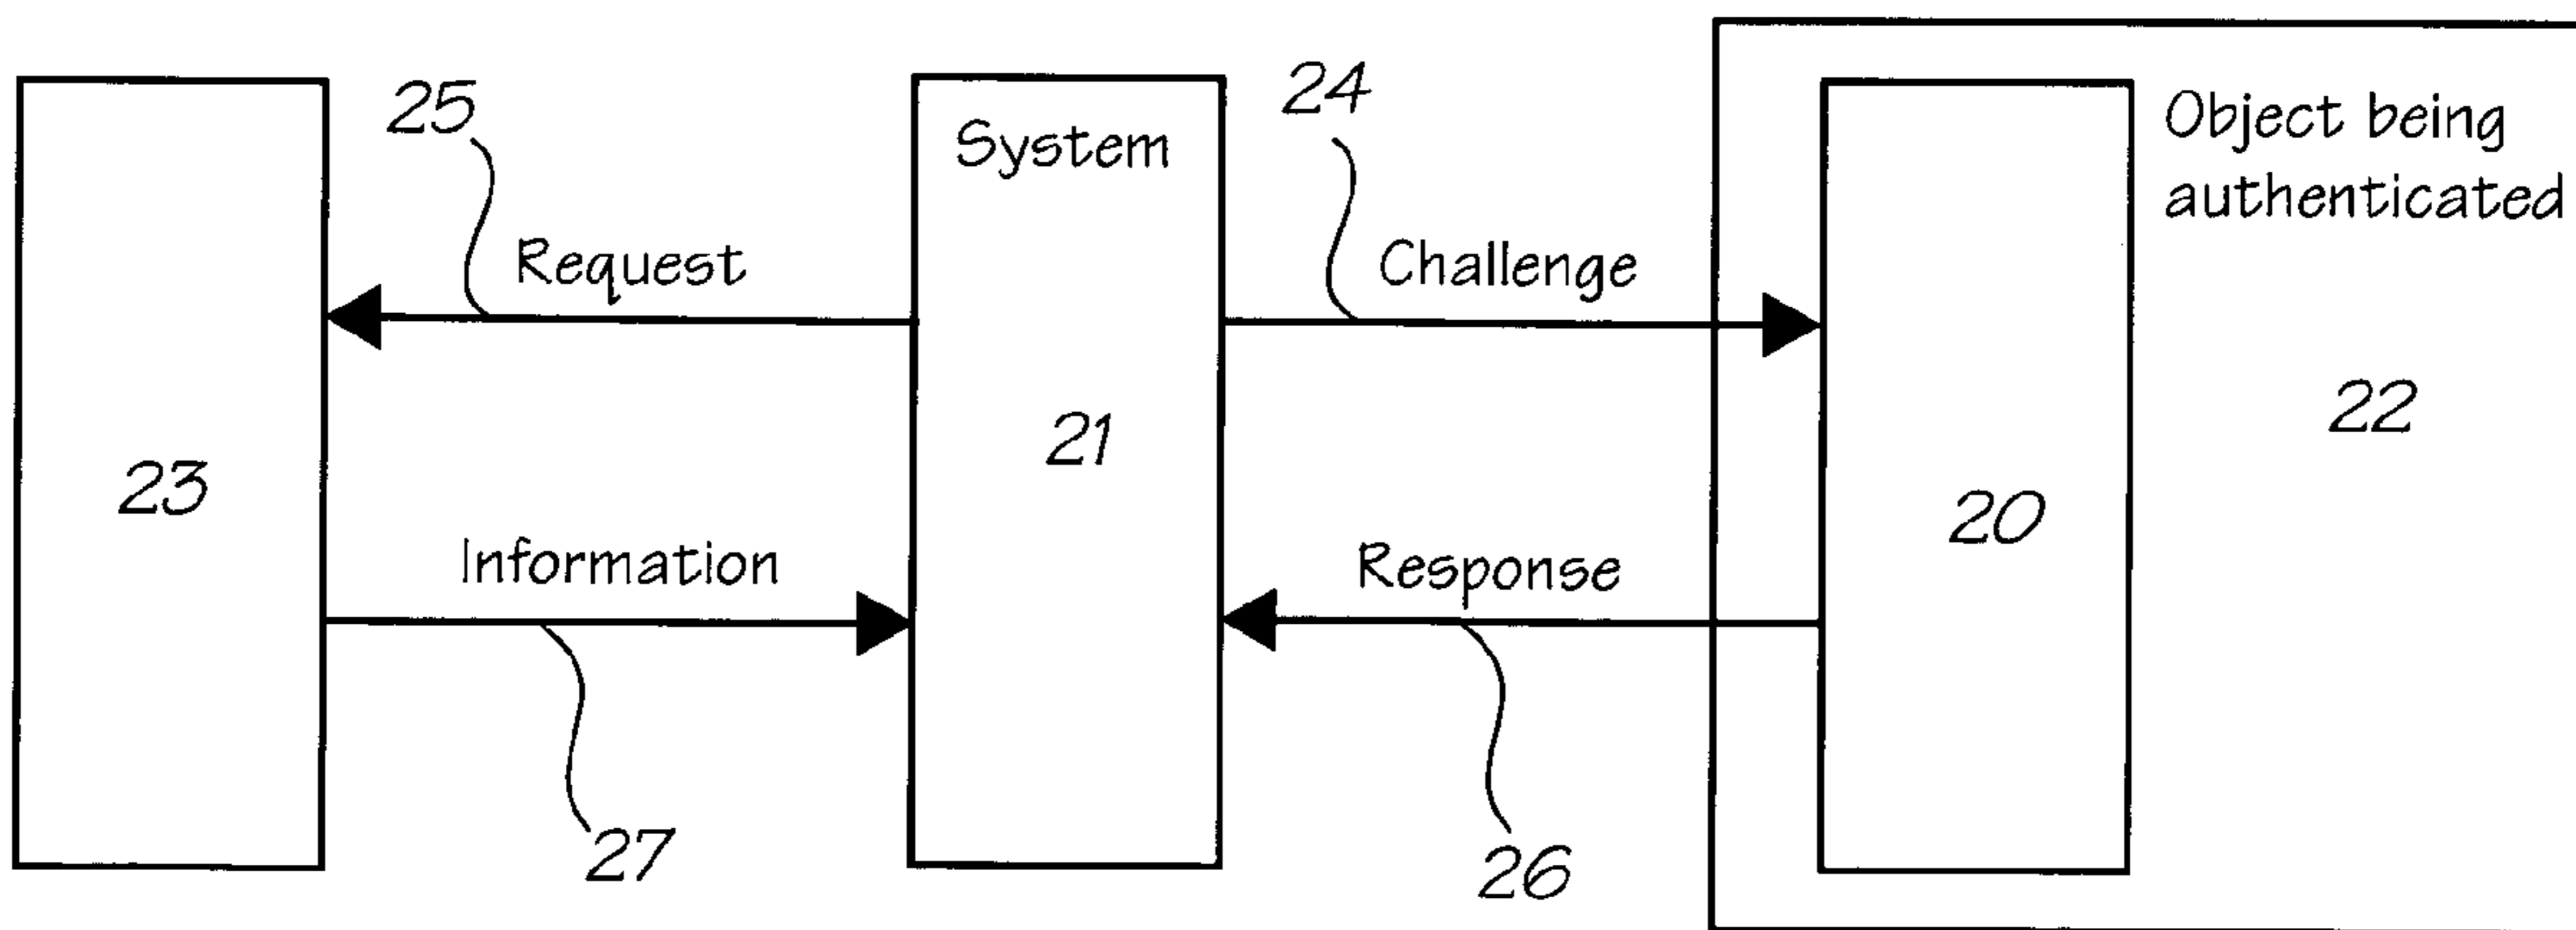 25
24
System
Object being
authenticated
Request
Challenge
23
21
20
22
Information
Response
27
26